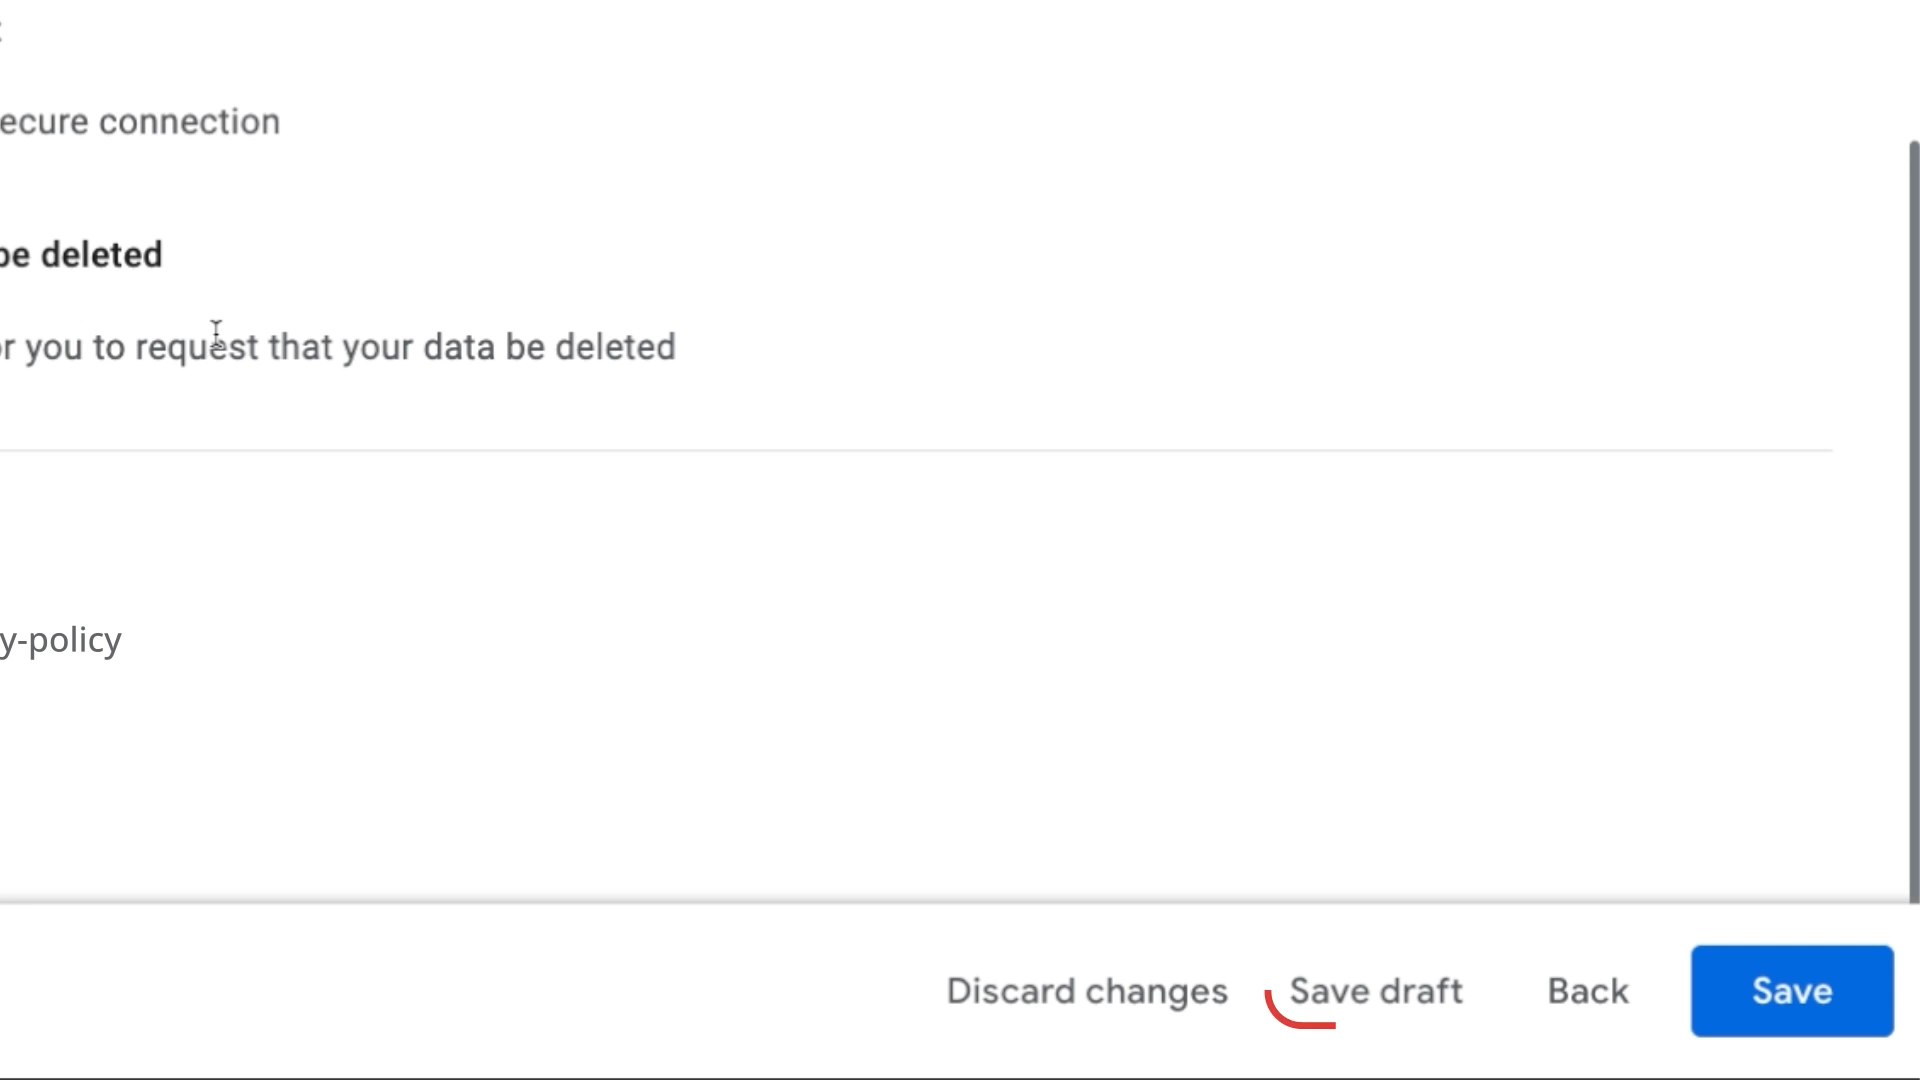 ecure connection
be deleted
or you to request that your data be deleted
y-policy
Discard changes Save draft Back Save